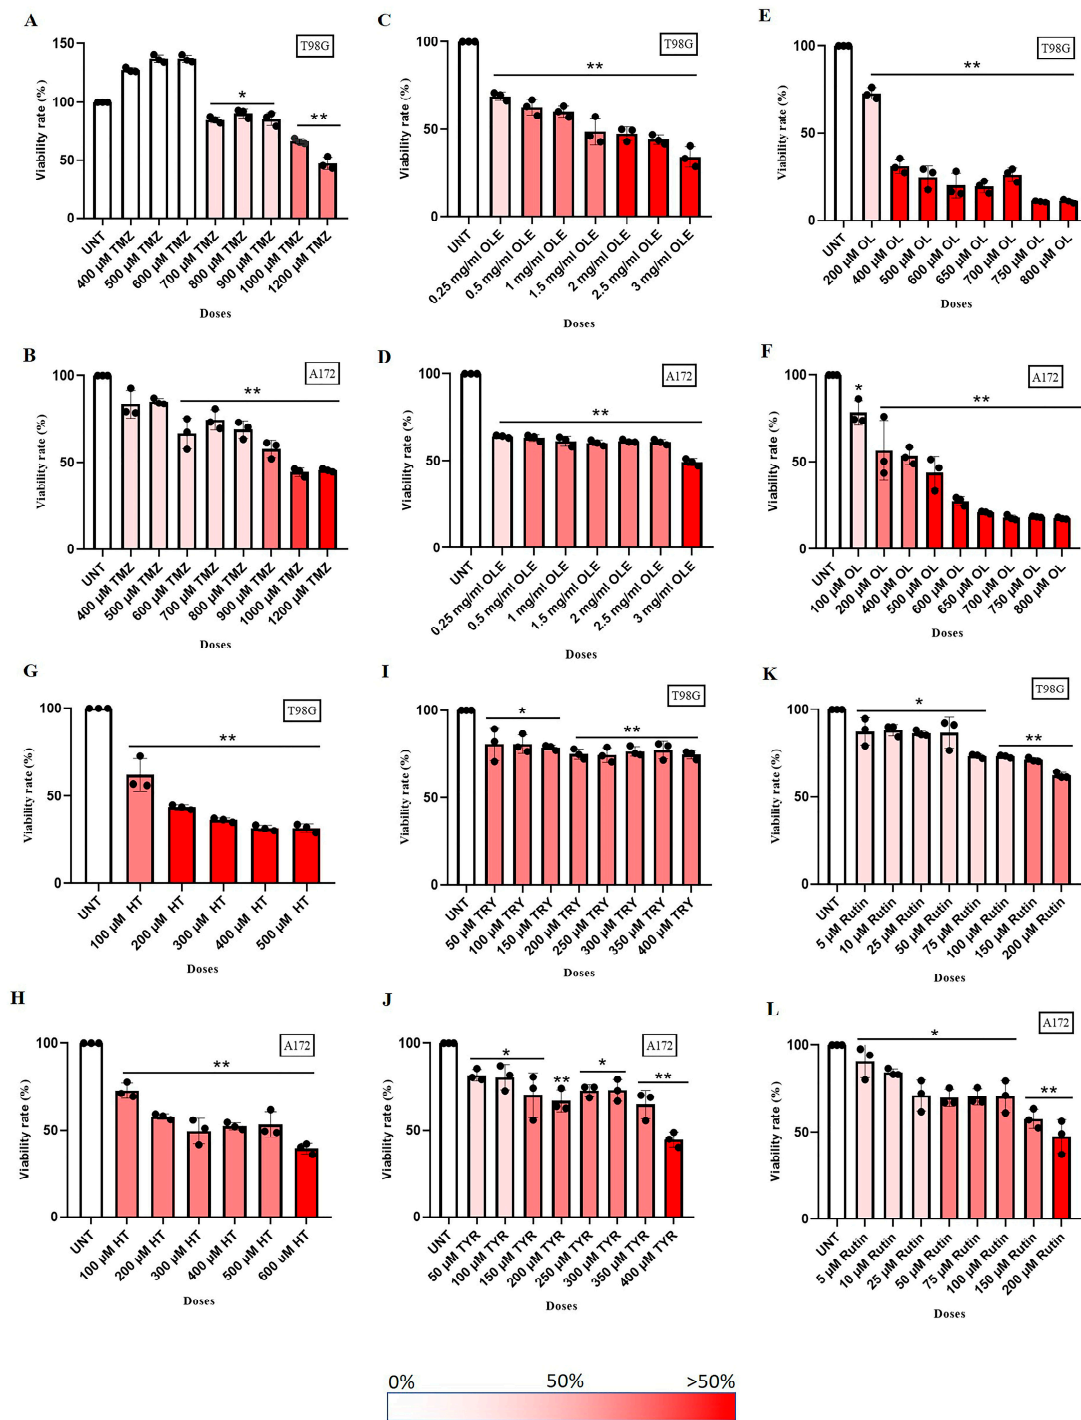 A
T98G
Viability rate (%)
150
100
50
0
*
**
UNT
400 µM TMZ
500 µM TMZ
600 µM TMZ
700 µM TMZ
800 µM TMZ
900 µM TMZ
1000 µM TMZ
1200 µM TMZ
Doses
C
T98G
Viability rate (%)
100
50
0
**
UNT
0.25 mg/ml OLE
0.5 mg/ml OLE
1 mg/ml OLE
1.5 mg/ml OLE
2 mg/ml OLE
2.5 mg/ml OLE
3 mg/ml OLE
Doses
E
T98G
Viability rate (%)
100
50
0
**
UNT
200 µM OL
400 µM OL
500 µM OL
600 µM OL
650 µM OL
700 µM OL
750 µM OL
800 µM OL
Doses
B
A172
Viability rate (%)
100
50
0
**
UNT
400 µM TMZ
500 µM TMZ
600 µM TMZ
700 µM TMZ
800 µM TMZ
900 µM TMZ
1000 µM TMZ
1200 µM TMZ
Doses
D
A172
Viability rate (%)
100
50
0
**
UNT
0.25 mg/ml OLE
0.5 mg/ml OLE
1 mg/ml OLE
1.5 mg/ml OLE
2 mg/ml OLE
2.5 mg/ml OLE
3 mg/ml OLE
Doses
F
A172
Viability rate (%)
100
50
0
*
**
UNT
100 µM OL
200 µM OL
400 µM OL
500 µM OL
600 µM OL
650 µM OL
700 µM OL
750 µM OL
800 µM OL
Doses
G
T98G
Viability rate (%)
100
50
0
**
UNT
100 µM HT
200 µM HT
300 µM HT
400 µM HT
500 µM HT
Doses
I
T98G
Viability rate (%)
100
50
0
*
**
UNT
50 µM TRY
100 µM TRY
150 µM TRY
200 µM TRY
250 µM TRY
300 µM TRY
350 µM TRY
400 µM TRY
Doses
K
T98G
Viability rate (%)
100
50
0
*
**
UNT
5 µM Rutin
10 µM Rutin
25 µM Rutin
50 µM Rutin
75 µM Rutin
100 µM Rutin
150 µM Rutin
200 µM Rutin
Doses
H
A172
Viability rate (%)
100
50
0
**
UNT
100 µM HT
200 µM HT
300 µM HT
400 µM HT
500 µM HT
600 uM HT
Doses
J
A172
Viability rate (%)
100
50
0
*
**
*
**
UNT
50 µM TYR
100 µM TYR
150 µM TYR
200 µM TYR
250 µM TYR
300 µM TYR
350 µM TYR
400 µM TYR
Doses
L
A172
Viability rate (%)
100
50
0
*
**
UNT
5 µM Rutin
10 µM Rutin
25 µM Rutin
50 µM Rutin
75 µM Rutin
100 µM Rutin
150 µM Rutin
200 µM Rutin
Doses
0% 50% >50%